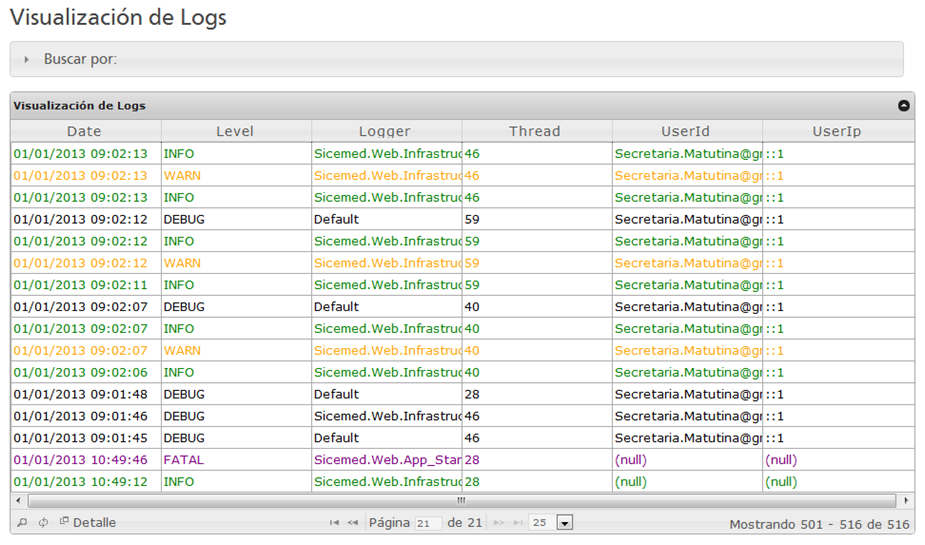 Visualización de Logs
Buscar por:
Visualización de Logs
Date Level Logger Thread UserId UserIp
01/01/2013 09:02:13 INFO Sicemed.Web.Infrastruc 46 Secretaria.Matutina@gr ::1
01/01/2013 09:02:13 WARN Sicemed.Web.Infrastruc 46 Secretaria.Matutina@gr ::1
01/01/2013 09:02:13 INFO Sicemed.Web.Infrastruc 46 Secretaria.Matutina@gr ::1
01/01/2013 09:02:12 DEBUG Default 59 Secretaria.Matutina@gr ::1
01/01/2013 09:02:12 INFO Sicemed.Web.Infrastruc 59 Secretaria.Matutina@gr ::1
01/01/2013 09:02:12 WARN Sicemed.Web.Infrastruc 59 Secretaria.Matutina@gr ::1
01/01/2013 09:02:11 INFO Sicemed.Web.Infrastruc 59 Secretaria.Matutina@gr ::1
01/01/2013 09:02:07 DEBUG Default 40 Secretaria.Matutina@gr ::1
01/01/2013 09:02:07 INFO Sicemed.Web.Infrastruc 40 Secretaria.Matutina@gr ::1
01/01/2013 09:02:07 WARN Sicemed.Web.Infrastruc 40 Secretaria.Matutina@gr ::1
01/01/2013 09:02:06 INFO Sicemed.Web.Infrastruc 40 Secretaria.Matutina@gr ::1
01/01/2013 09:01:48 DEBUG Default 28 Secretaria.Matutina@gr ::1
01/01/2013 09:01:46 DEBUG Sicemed.Web.Infrastruc 46 Secretaria.Matutina@gr ::1
01/01/2013 09:01:45 DEBUG Default 46 Secretaria.Matutina@gr ::1
01/01/2013 10:49:46 FATAL Sicemed.Web.App_Star 28 (null) (null)
01/01/2013 10:49:12 INFO Sicemed.Web.Infrastruc 28 (null) (null)
Detalle Página 21 de 21 25 Mostrando 501 - 516 de 516